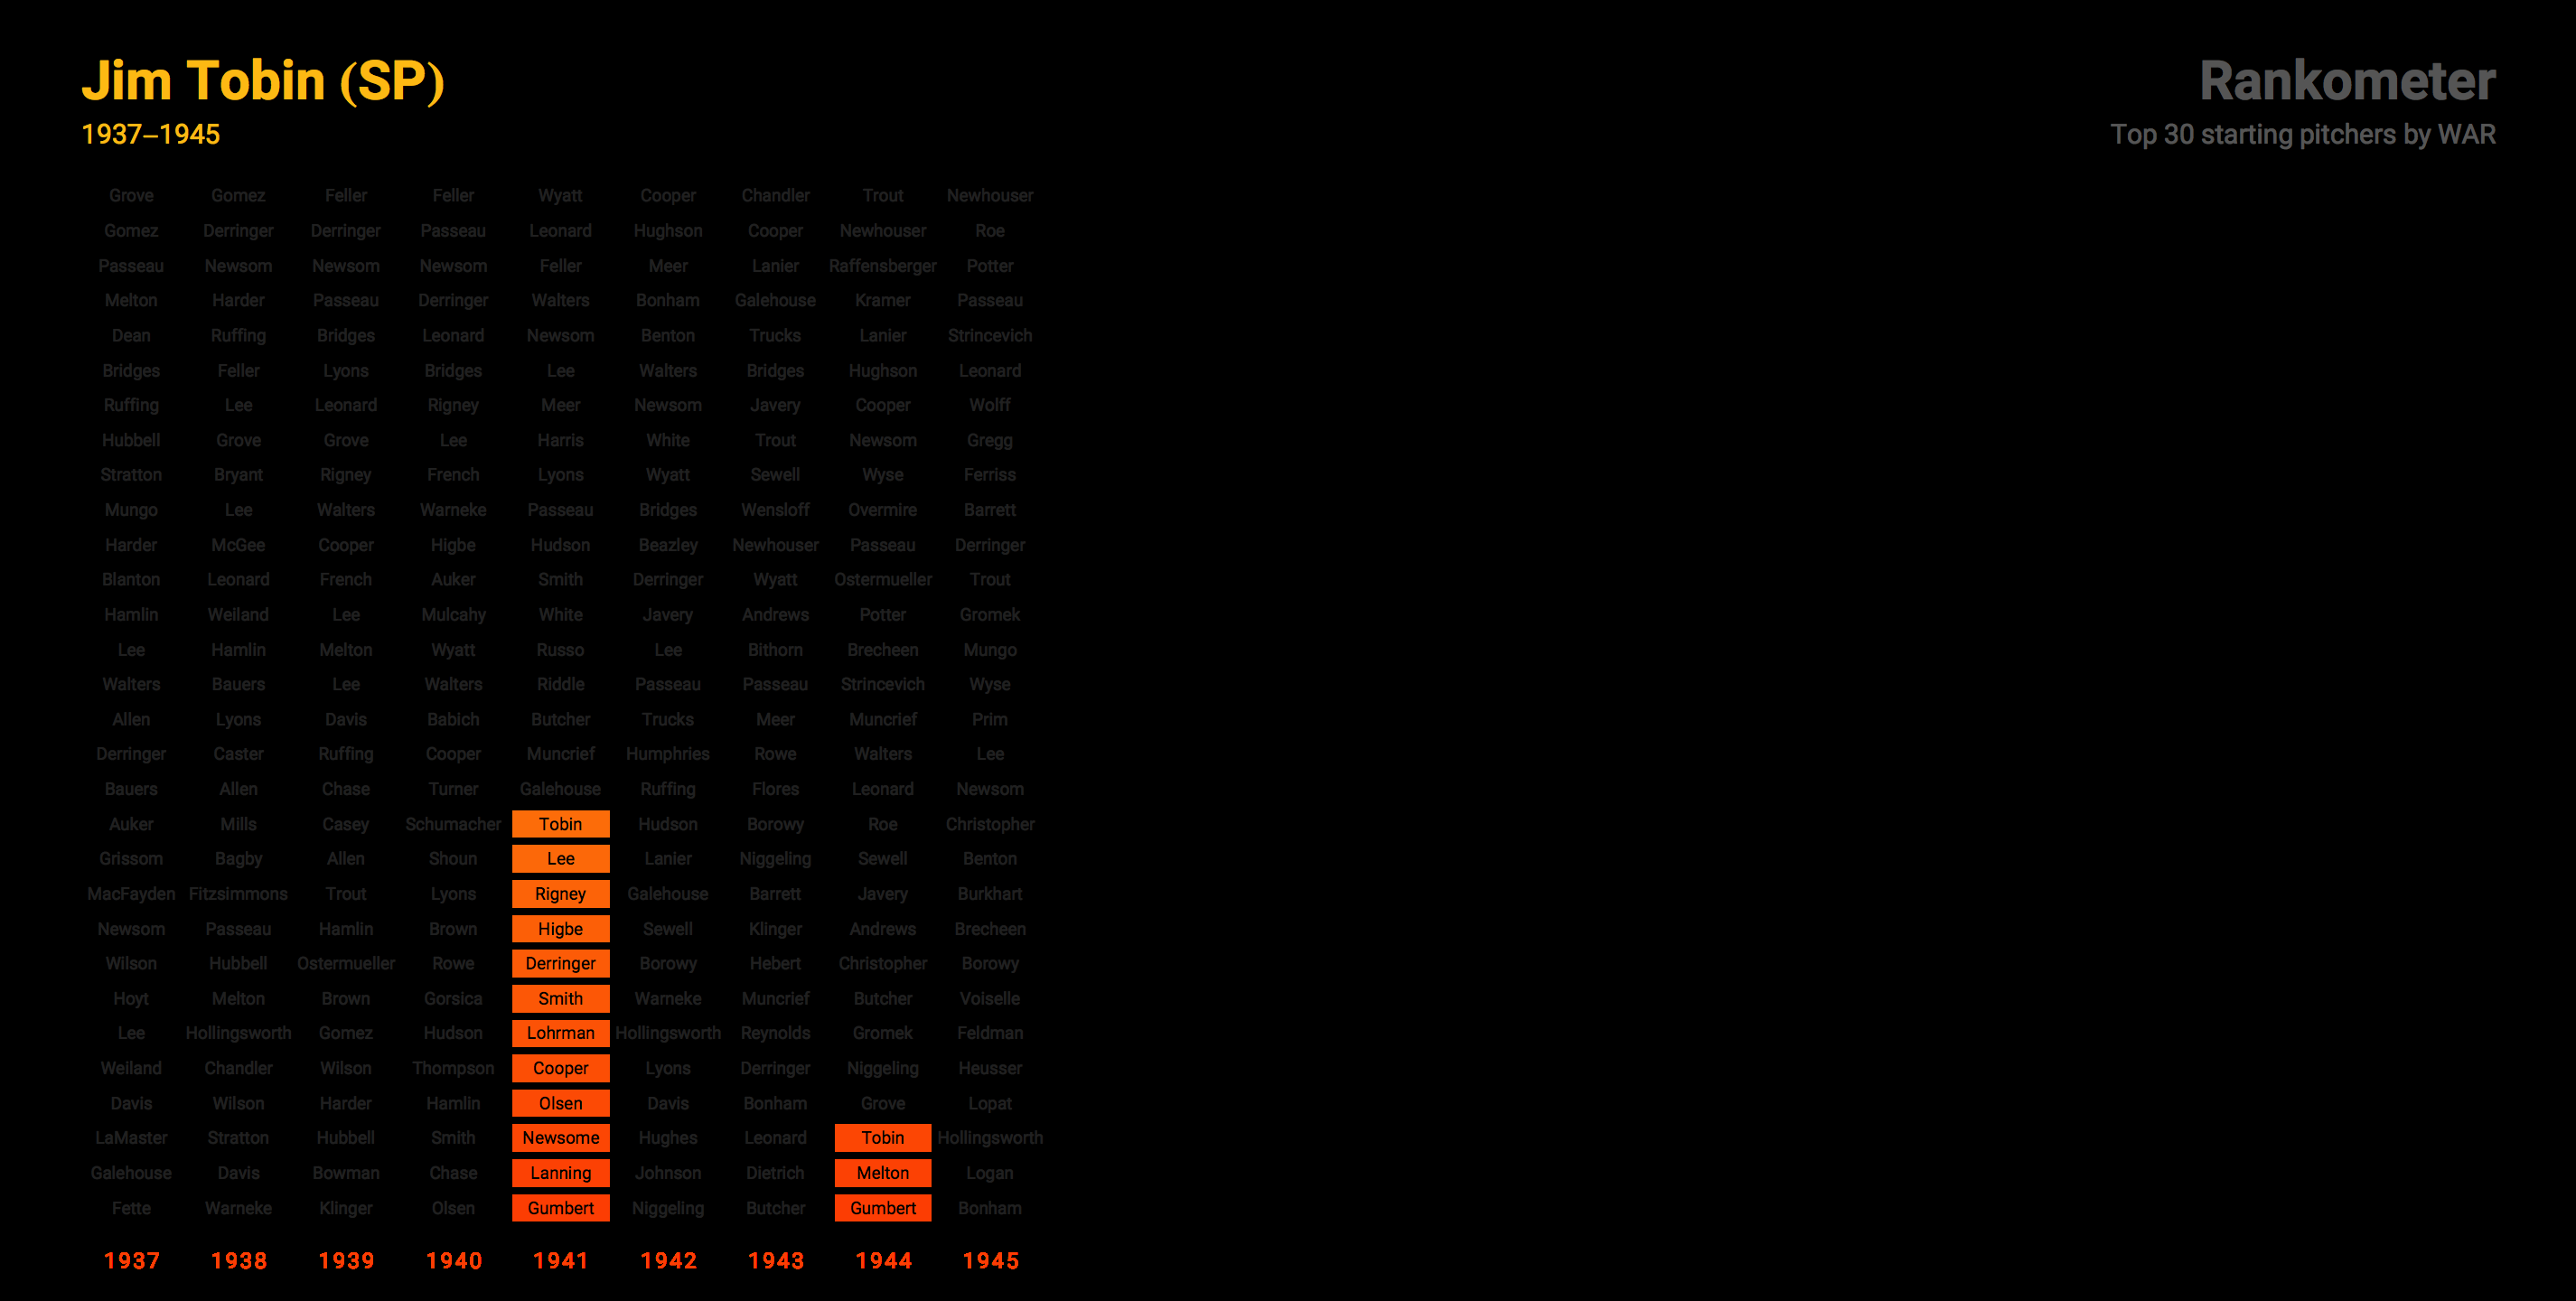 Jim Tobin (SP)
1937–1945
Rankometer
Top 30 starting pitchers by WAR
Grove Gomez Feller Feller Wyatt Cooper Chandler Trout Newhouser
Gomez Derringer Derringer Passeau Leonard Hughson Cooper Newhouser Roe
Passeau Newsom Newsom Newsom Feller Meer Lanier Raffensberger Potter
Melton Harder Passeau Derringer Walters Bonham Galehouse Kramer Passeau
Dean Ruffing Bridges Leonard Newsom Benton Trucks Lanier Strincevich
Bridges Feller Lyons Bridges Lee Walters Bridges Hughson Leonard
Ruffing Lee Leonard Rigney Meer Newsom Javery Cooper Wolff
Hubbell Grove Grove Lee Harris White Trout Newsom Gregg
Stratton Bryant Rigney French Lyons Wyatt Sewell Wyse Ferriss
Mungo Lee Walters Warneke Passeau Bridges Wensloff Overmire Barrett
Harder McGee Cooper Higbe Hudson Beazley Newhouser Passeau Derringer
Blanton Leonard French Auker Smith Derringer Wyatt Ostermueller Trout
Hamlin Weiland Lee Mulcahy White Javery Andrews Potter Gromek
Lee Hamlin Melton Wyatt Russo Lee Bithorn Brecheen Mungo
Walters Bauers Lee Walters Riddle Passeau Passeau Strincevich Wyse
Allen Lyons Davis Babich Butcher Trucks Meer Muncrief Prim
Derringer Caster Ruffing Cooper Muncrief Humphries Rowe Walters Lee
Bauers Allen Chase Turner Galehouse Ruffing Flores Leonard Newsom
Auker Mills Casey Schumacher Tobin Hudson Borowy Roe Christopher
Grissom Bagby Allen Shoun Lee Lanier Niggeling Sewell Benton
MacFayden Fitzsimmons Trout Lyons Rigney Galehouse Barrett Javery Burkhart
Newsom Passeau Hamlin Brown Higbe Sewell Klinger Andrews Brecheen
Wilson Hubbell Ostermueller Rowe Derringer Borowy Hebert Christopher Borowy
Hoyt Melton Brown Gorsica Smith Warneke Muncrief Butcher Voiselle
Lee Hollingsworth Gomez Hudson Lohrman Hollingsworth Reynolds Gromek Feldman
Weiland Chandler Wilson Thompson Cooper Lyons Derringer Niggeling Heusser
Davis Wilson Harder Hamlin Olsen Davis Bonham Grove Lopat
LaMaster Stratton Hubbell Smith Newsome Hughes Leonard Tobin Hollingsworth
Galehouse Davis Bowman Chase Lanning Johnson Dietrich Melton Logan
Fette Warneke Klinger Olsen Gumbert Niggeling Butcher Gumbert Bonham
1937 1938 1939 1940 1941 1942 1943 1944 1945